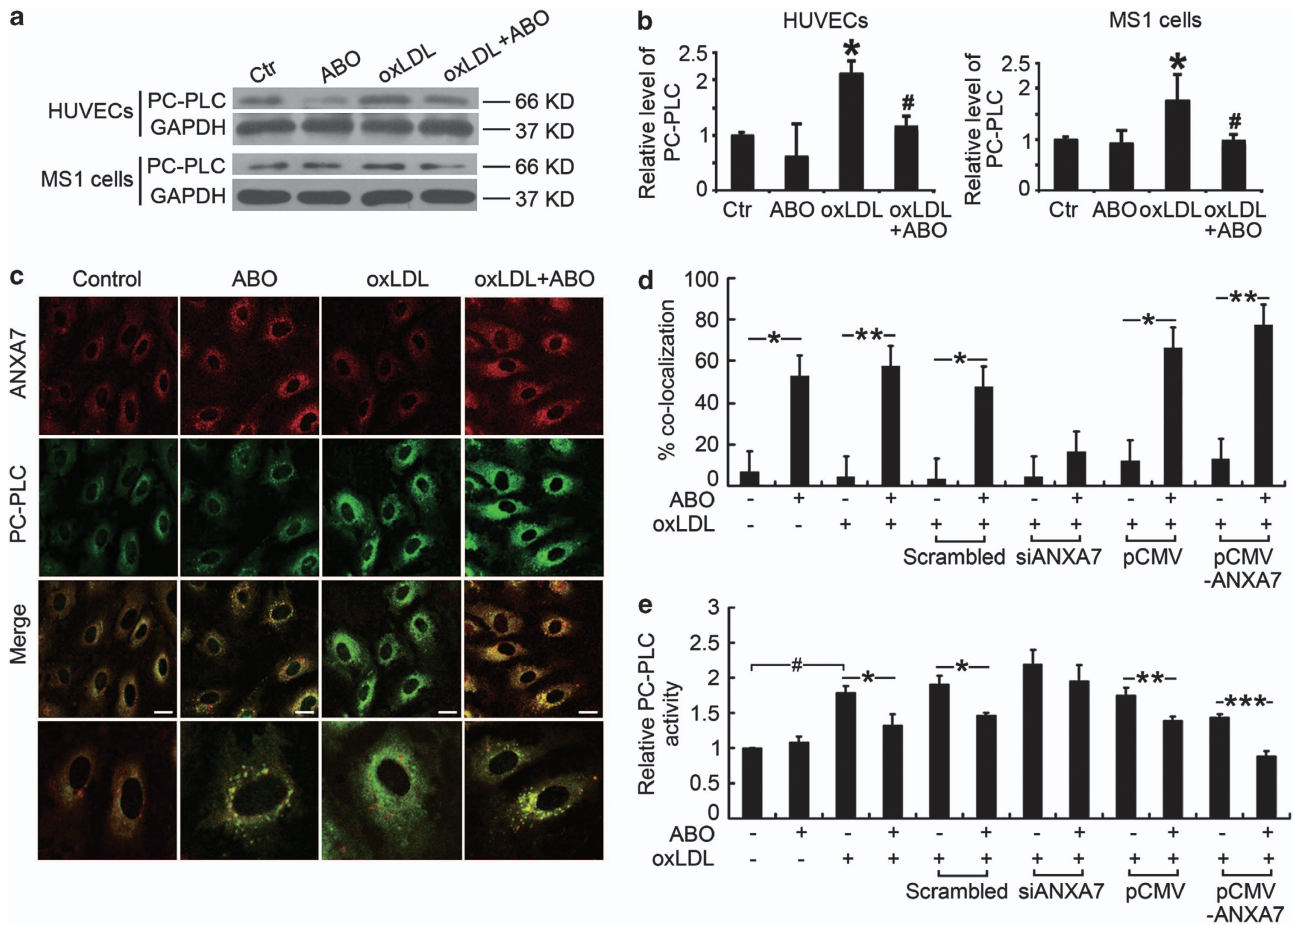 a
Ctr ABO oxLDL oxLDL+ABO
HUVECs
PC-PLC 66 KD
GAPDH 37 KD
MS1 cells
PC-PLC 66 KD
GAPDH 37 KD
b
HUVECs
Relative level of PC-PLC
2.5
2
1
0
* #
Ctr ABO oxLDL oxLDL +ABO
MS1 cells
Relative level of PC-PLC
2.5
2
1
0
* #
Ctr ABO oxLDL oxLDL +ABO
c
Control ABO oxLDL oxLDL+ABO
ANXA7
PC-PLC
Merge
d
% co-localization
100
80
60
40
20
0
* ** * * **
ABO - + - + - + - + - + - +
oxLDL - - + + + + + + + + + +
Scrambled siANXA7 pCMV pCMV -ANXA7
e
Relative PC-PLC activity
3
2.5
2
1.5
1
0.5
0
# * * ** ***
ABO - + - + - + - + - + - +
oxLDL - - + + + + + + + + + +
Scrambled siANXA7 pCMV pCMV -ANXA7